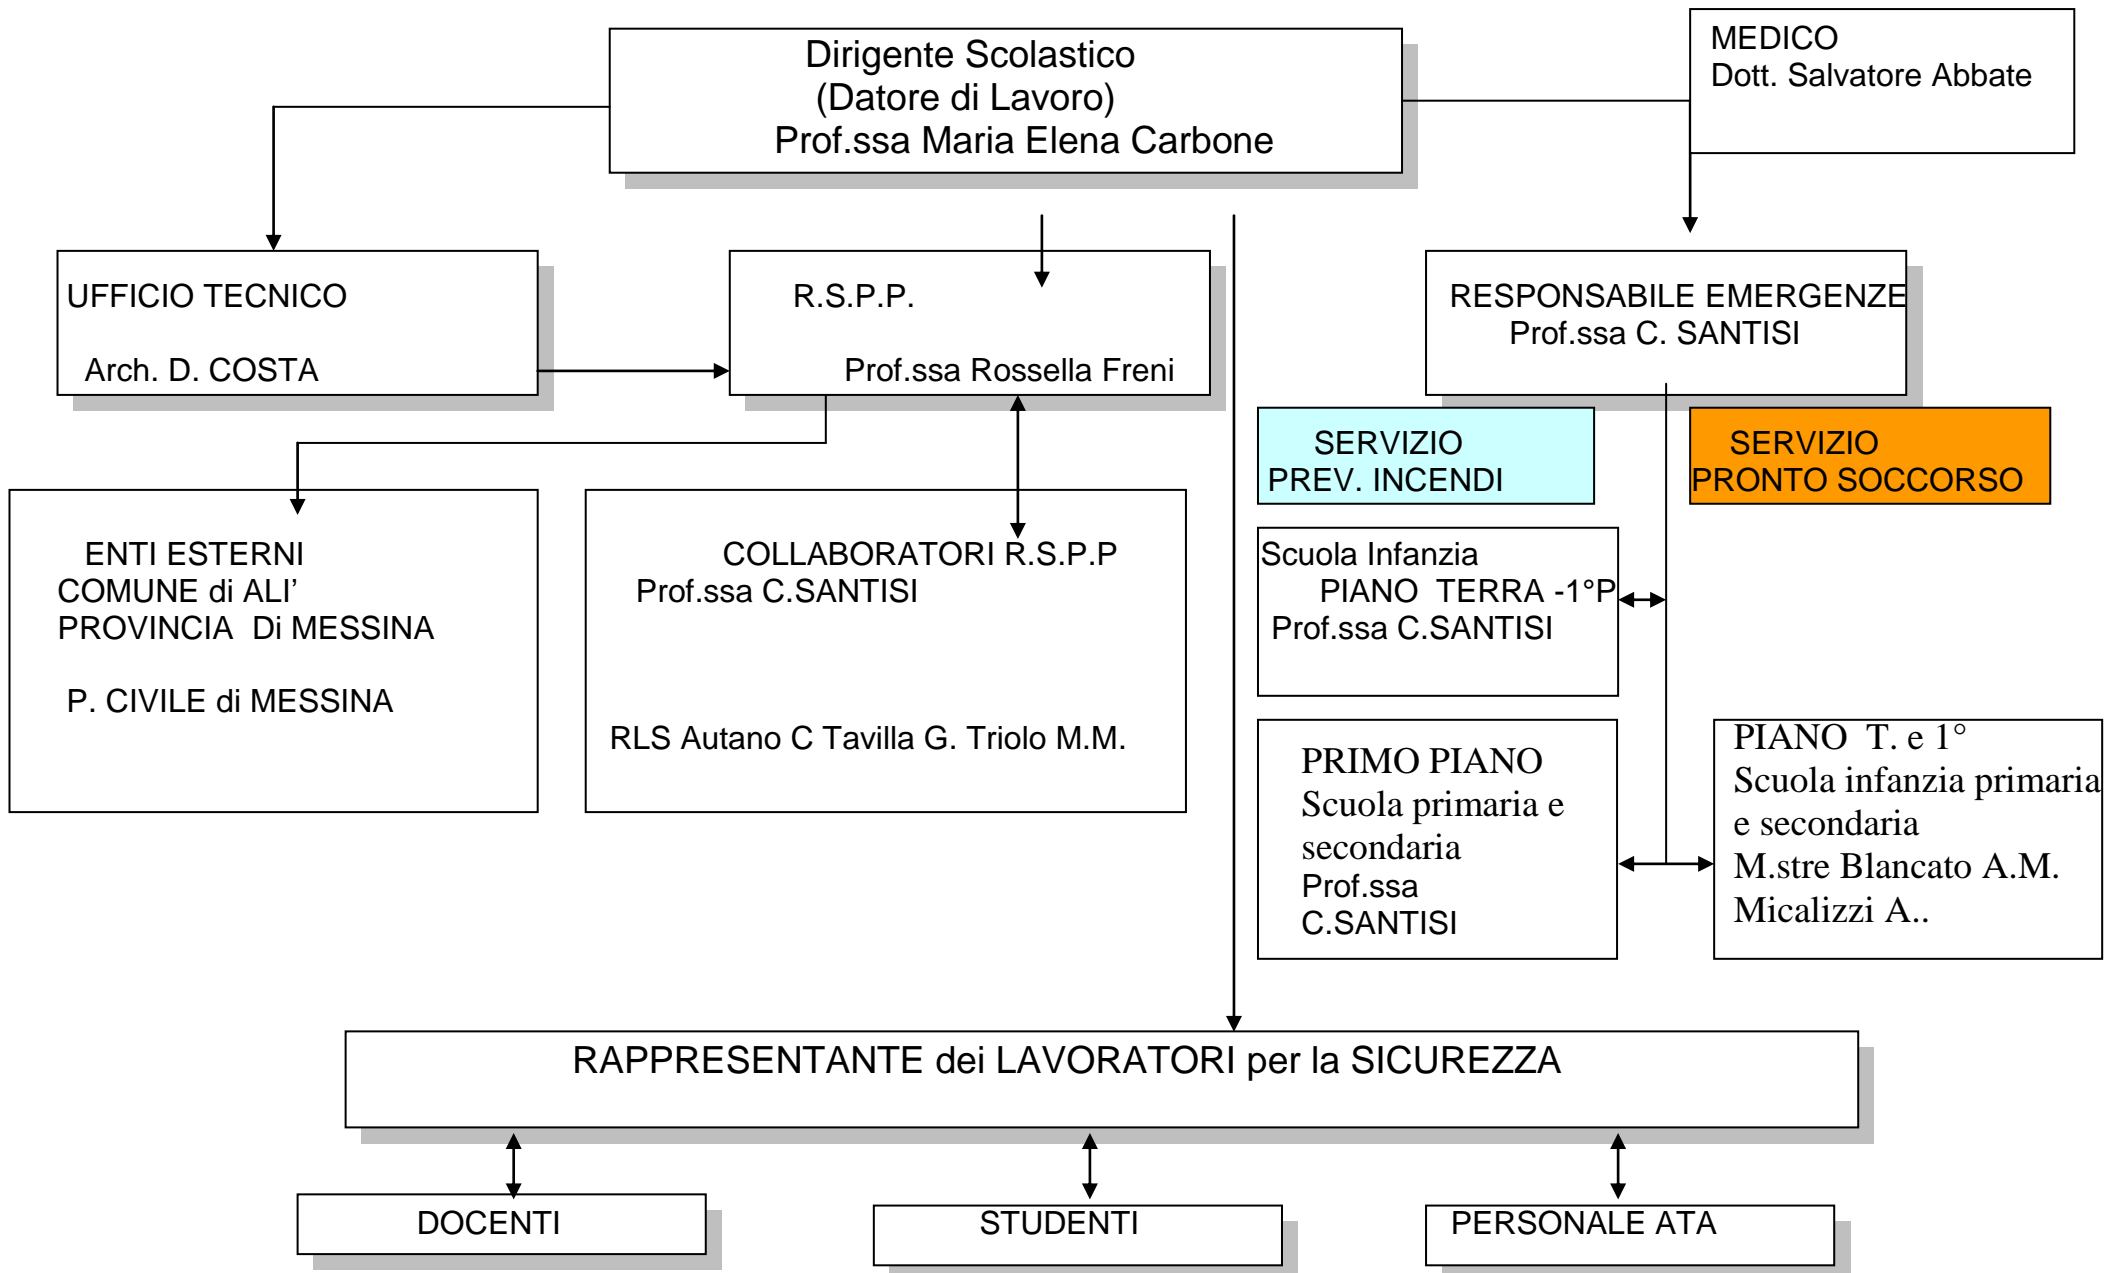 Dirigente Scolastico
(Datore di Lavoro)
Prof.ssa Maria Elena Carbone
MEDICO
Dott. Salvatore Abbate
UFFICIO TECNICO
Arch. D. COSTA
R.S.P.P.
Prof.ssa Rossella Freni
RESPONSABILE EMERGENZE
Prof.ssa C. SANTISI
SERVIZIO
PREV. INCENDI
SERVIZIO
PRONTO SOCCORSO
ENTI ESTERNI
COMUNE di ALI’
PROVINCIA Di MESSINA
P. CIVILE di MESSINA
COLLABORATORI R.S.P.P
Prof.ssa C.SANTISI
RLS Autano C Tavilla G. Triolo M.M.
Scuola Infanzia
PIANO TERRA -1°P
Prof.ssa C.SANTISI
PRIMO PIANO
Scuola primaria e
secondaria
Prof.ssa
C.SANTISI
PIANO T. e 1°
Scuola infanzia primaria
e secondaria
M.stre Blancato A.M.
Micalizzi A..
RAPPRESENTANTE dei LAVORATORI per la SICUREZZA
DOCENTI
STUDENTI
PERSONALE ATA